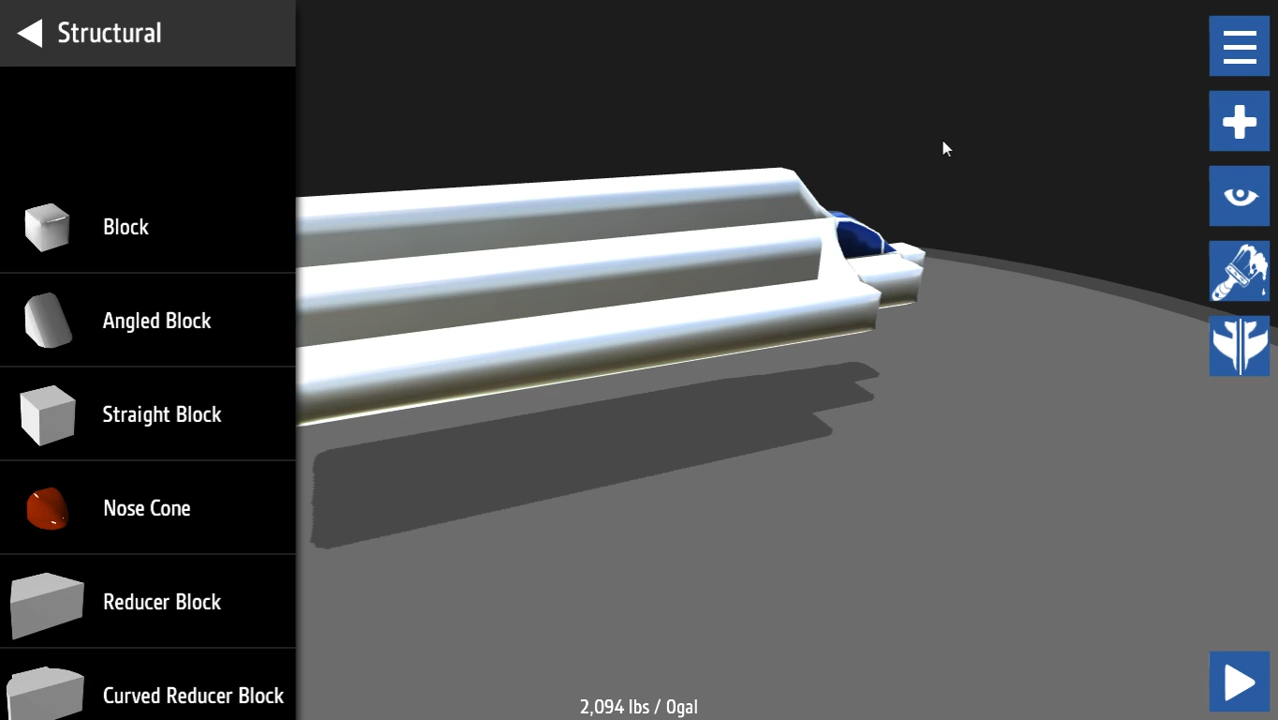 Structural
Block
Angled Block
Straight Block
Nose Cone
Reducer Block
Curved Reducer Block
2,094 lbs / 0gal